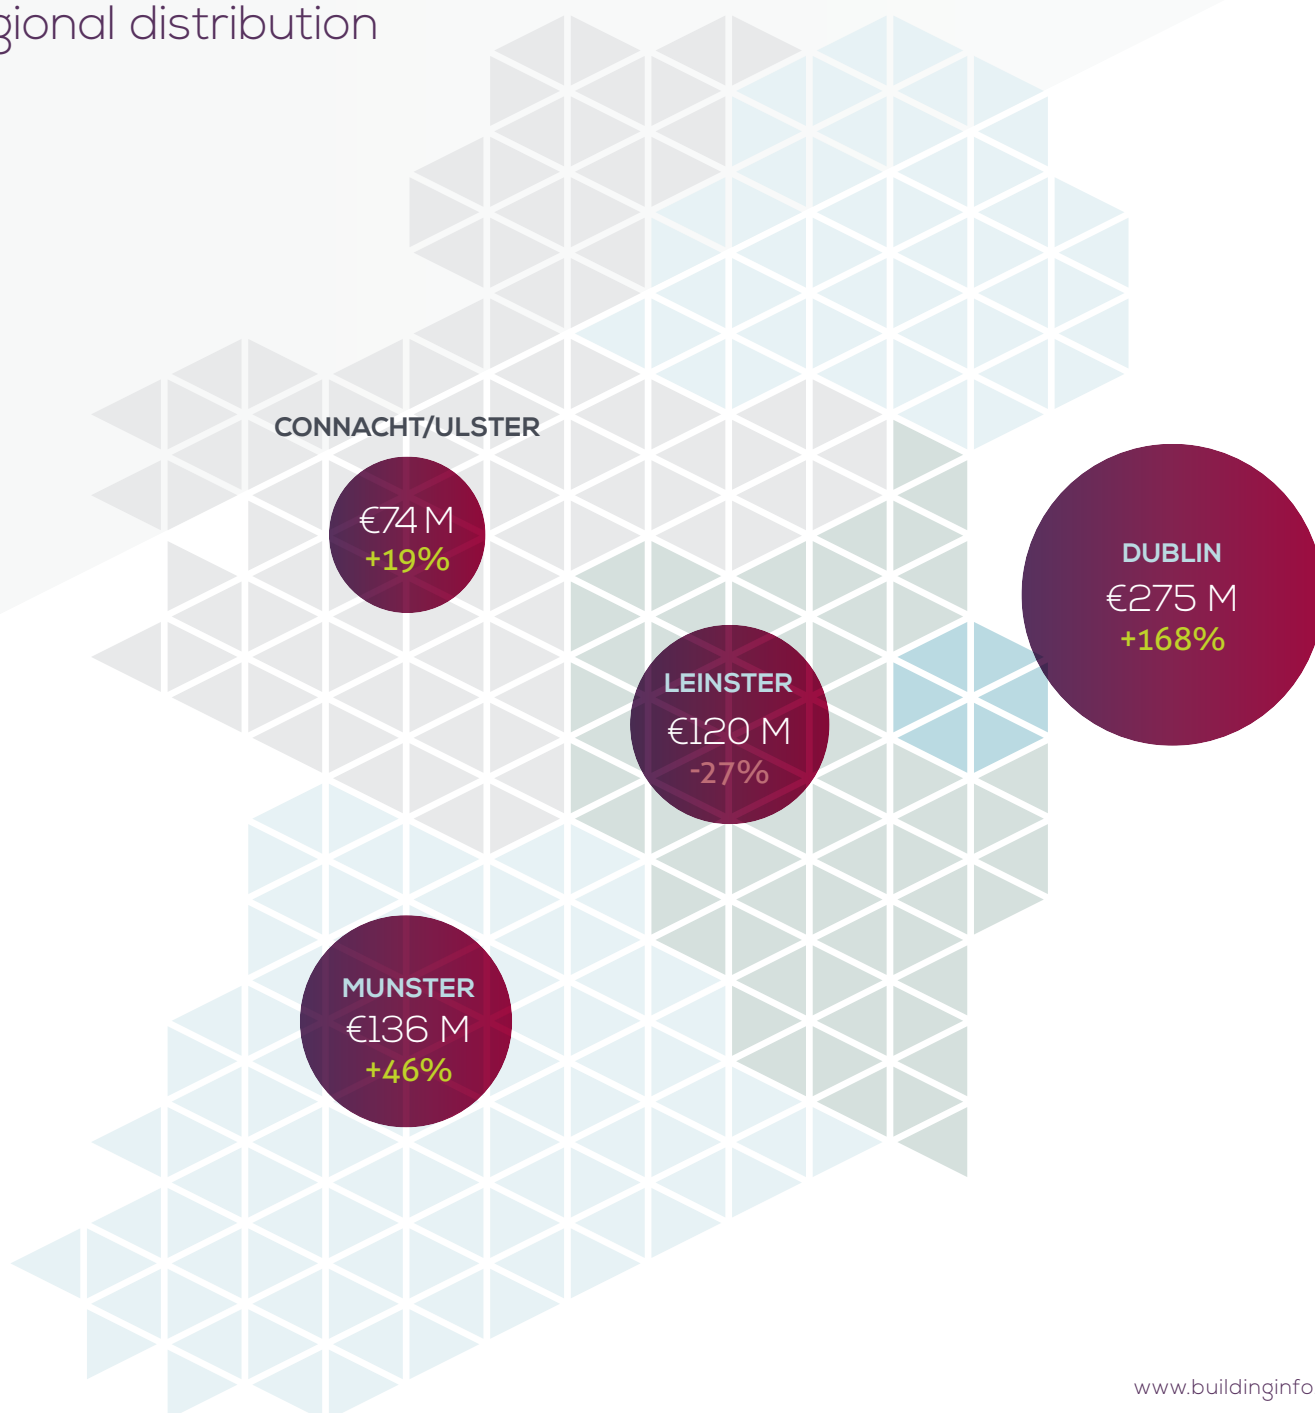 gional distribution
CONNACHT/ULSTER
€74 M
+19%
DUBLIN
€275 M
+168%
LEINSTER
€120 M
-27%
MUNSTER
€136 M
+46%
www.buildinginfo